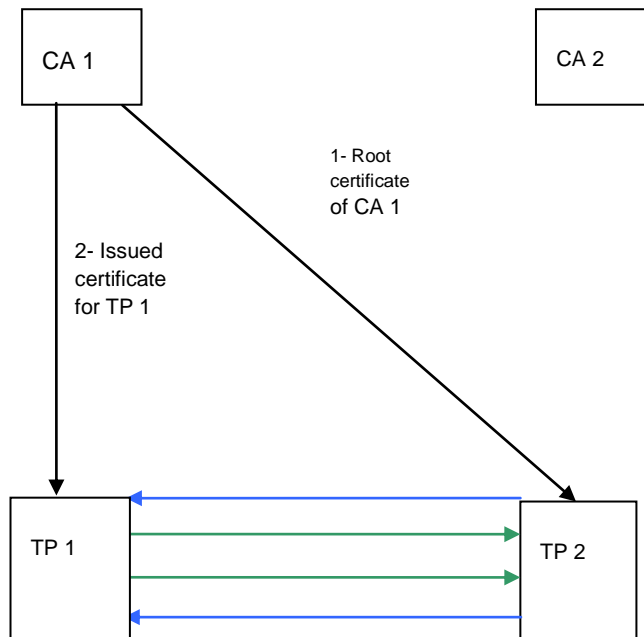 CA 1
CA 2
1- Root
certificate
of CA 1
2- Issued
certificate
for TP 1
TP 1
TP 2